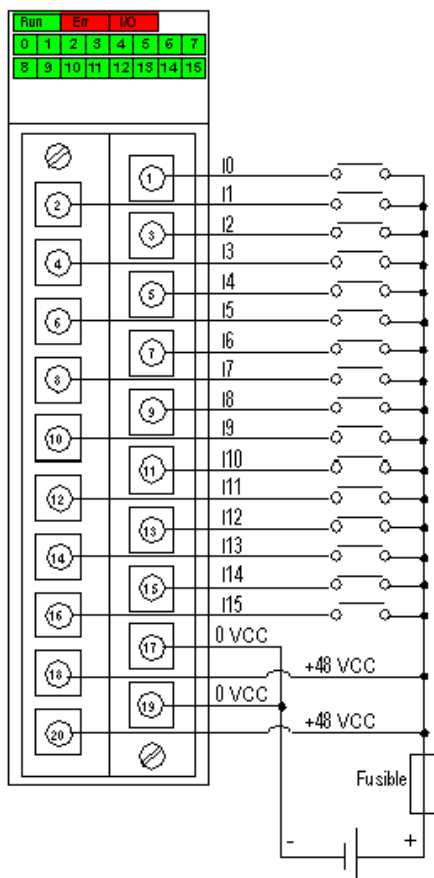 Run Err I/O
0 1 2 3 4 5 6 7
8 9 10 11 12 13 14 15
1 I0
2 I1
3 I2
4 I3
5 I4
6 I5
7 I6
8 I7
9 I8
10 I9
11 I10
12 I11
13 I12
14 I13
15 I14
16 I15
17 0 VCC
18 +48 VCC
19 0 VCC
20 +48 VCC
Fusible
- +